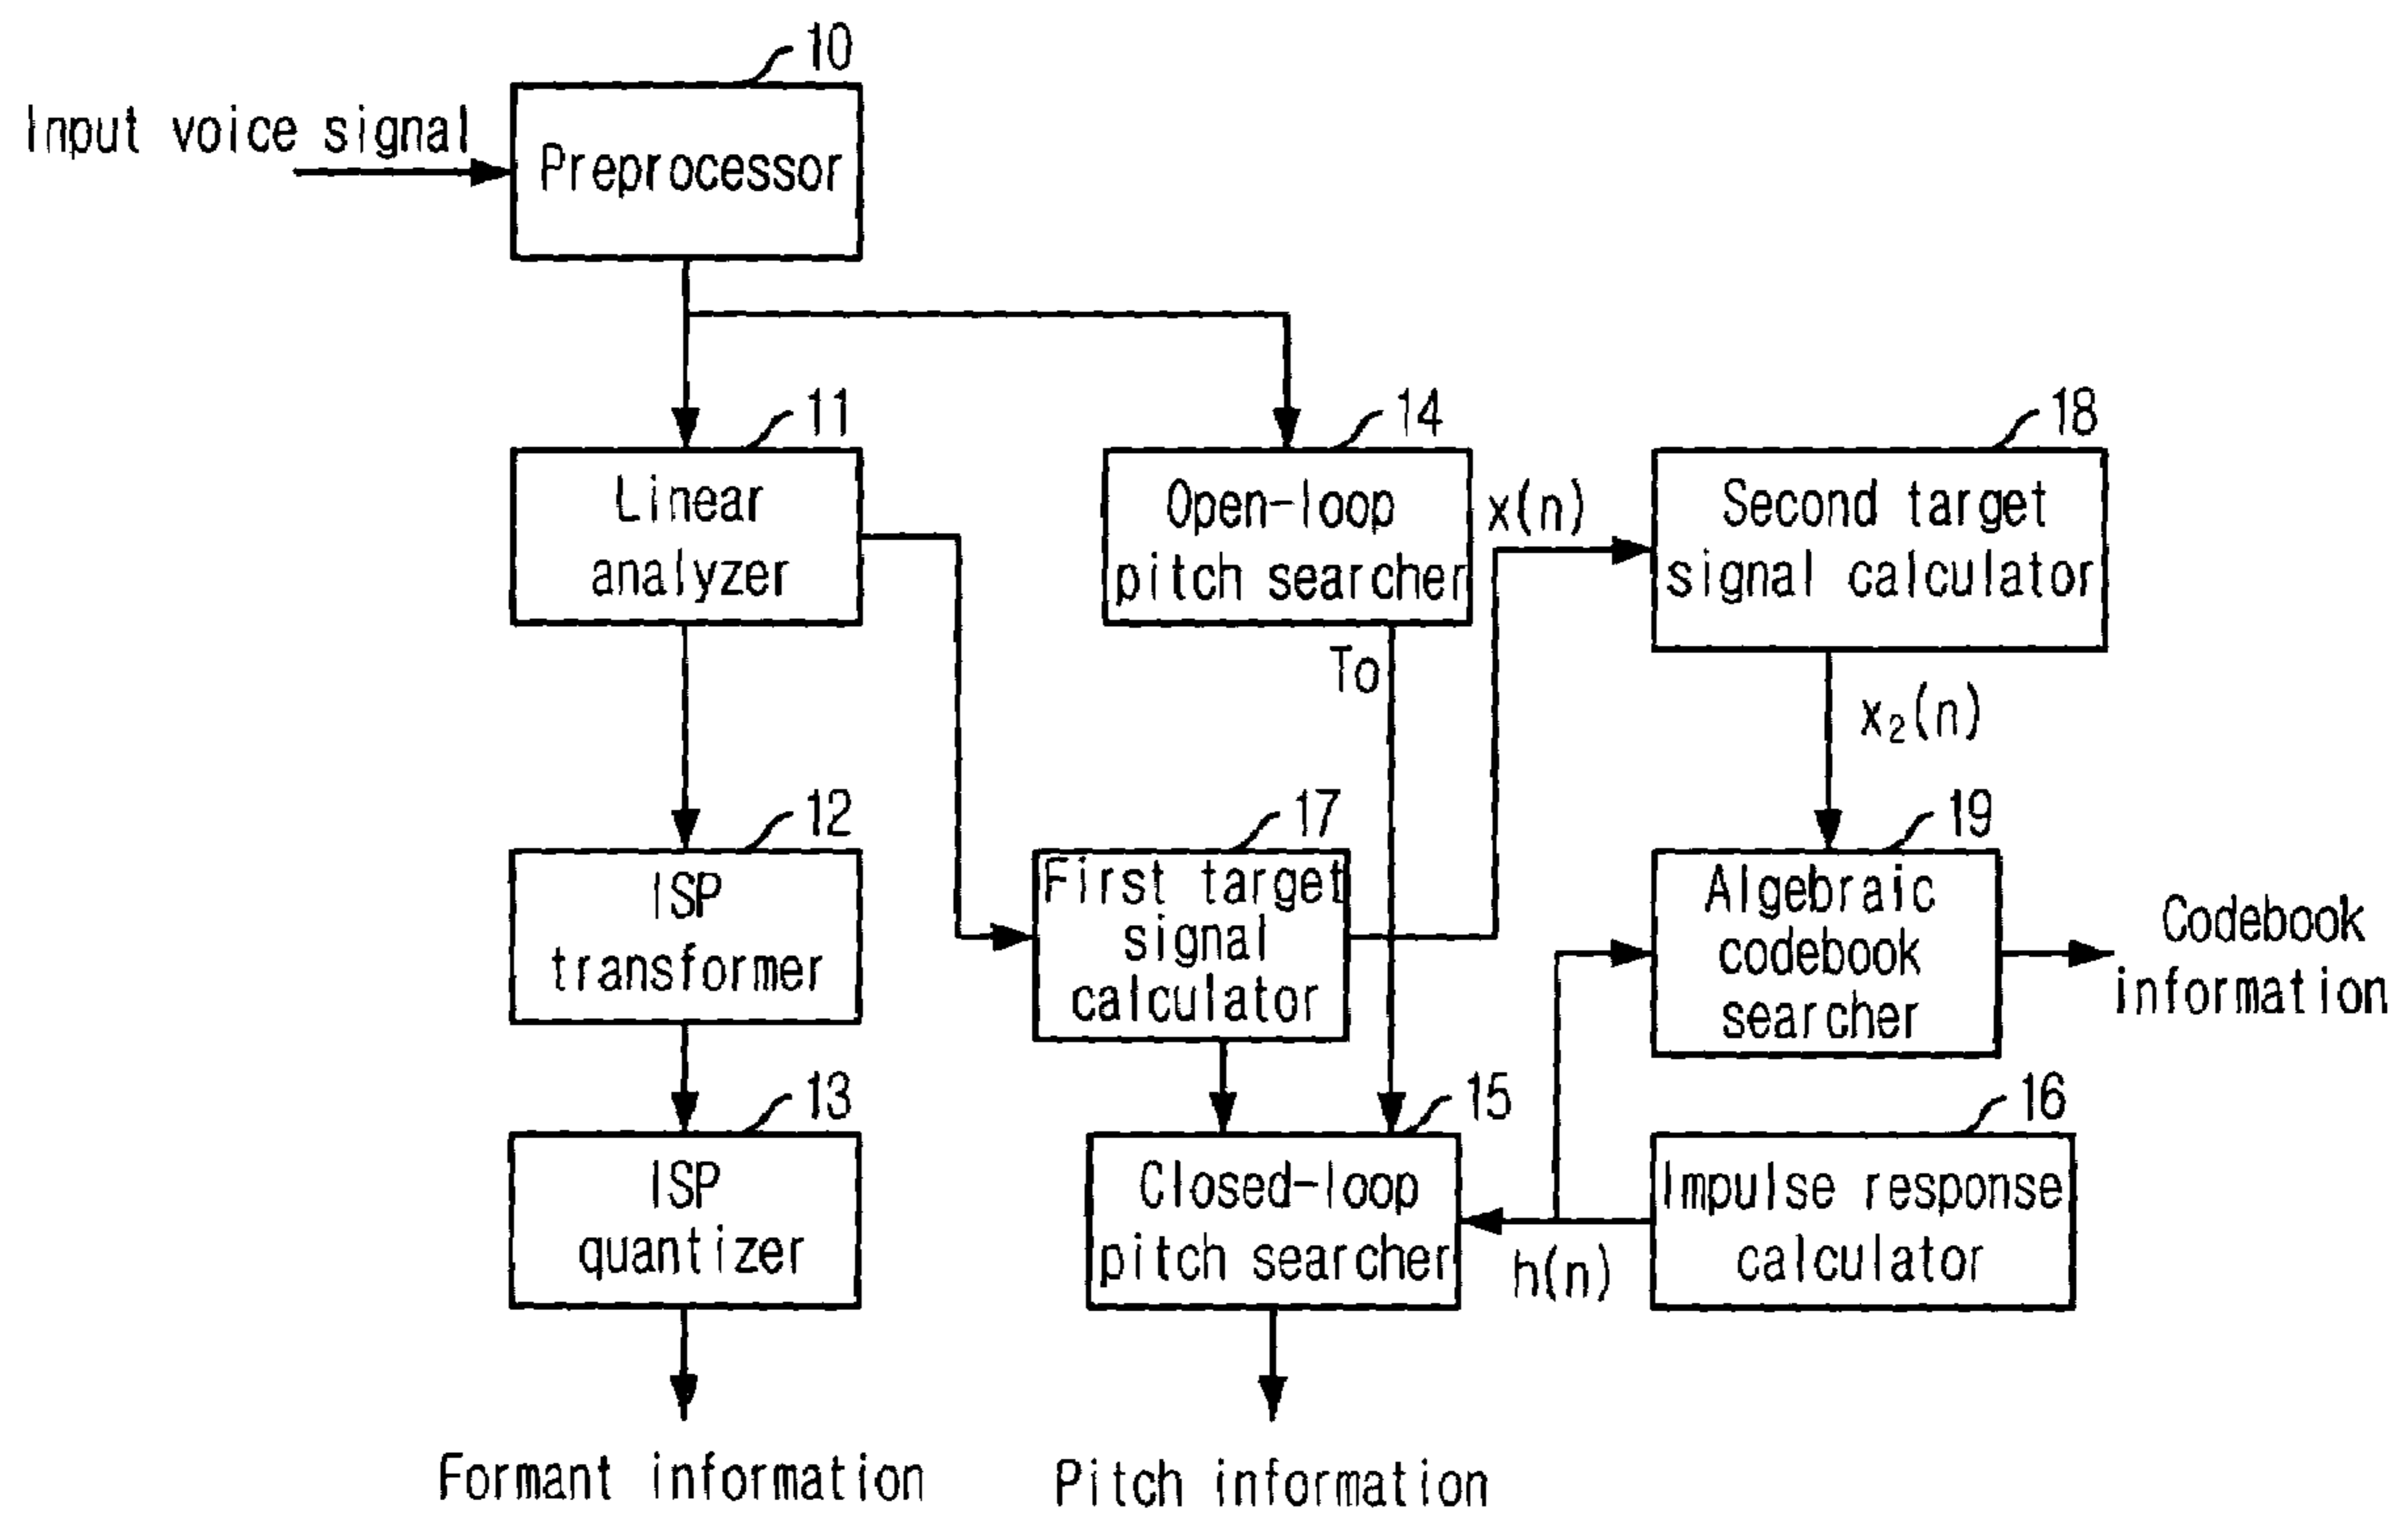 10
Input voice signal
Preprocessor
11
Linear
analyzer
14
Open-loop
pitch searcher
x(n)
18
Second target
signal calculator
To
x₂(n)
12
ISP
transformer
17
First target
signal
calculator
19
Algebraic
codebook
searcher
Codebook
information
13
ISP
quantizer
15
Closed-loop
pitch searcher
h(n)
16
Impulse response
calculator
Formant information
Pitch information